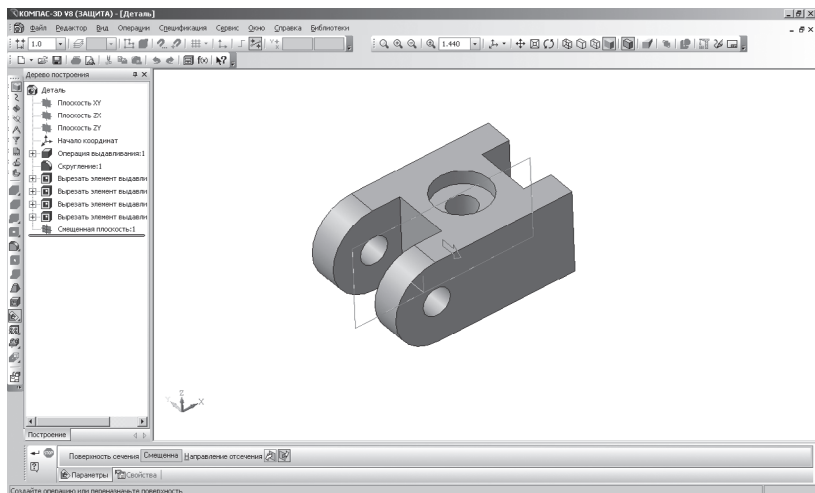 КОМПАС-3D V8 (ЗАЩИТА) - [Деталь]
Файл Редактор Вид Операции Спецификация Сервис Окно Справка Библиотеки
1.0 1.440
f(x)
Дерево построения
Деталь
Плоскость XY
Плоскость ZX
Плоскость ZY
Начало координат
Операция выдавливания:1
Скругление:1
Вырезать элемент выдавли
Вырезать элемент выдавли
Вырезать элемент выдавли
Вырезать элемент выдавли
Смещенная плоскость:1
Z
Y X
Построение
STOP Поверхность сечения Смещенна Направление отсечения
Параметры Свойства
Создайте операцию или переназначьте поверхность